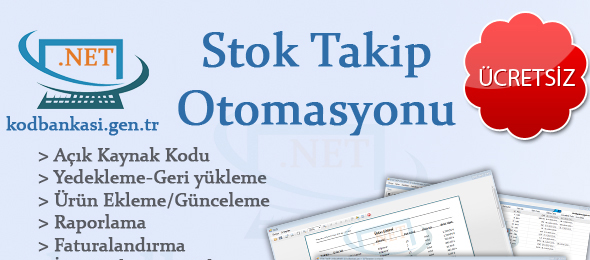 .NET
kodbankasi.gen.tr
Stok Takip
Otomasyonu
ÜCRETSİZ
> Açık Kaynak Kodu
> Yedekleme-Geri yükleme
> Ürün Ekleme/Günceleme
> Raporlama
> Faturalandırma
.NET